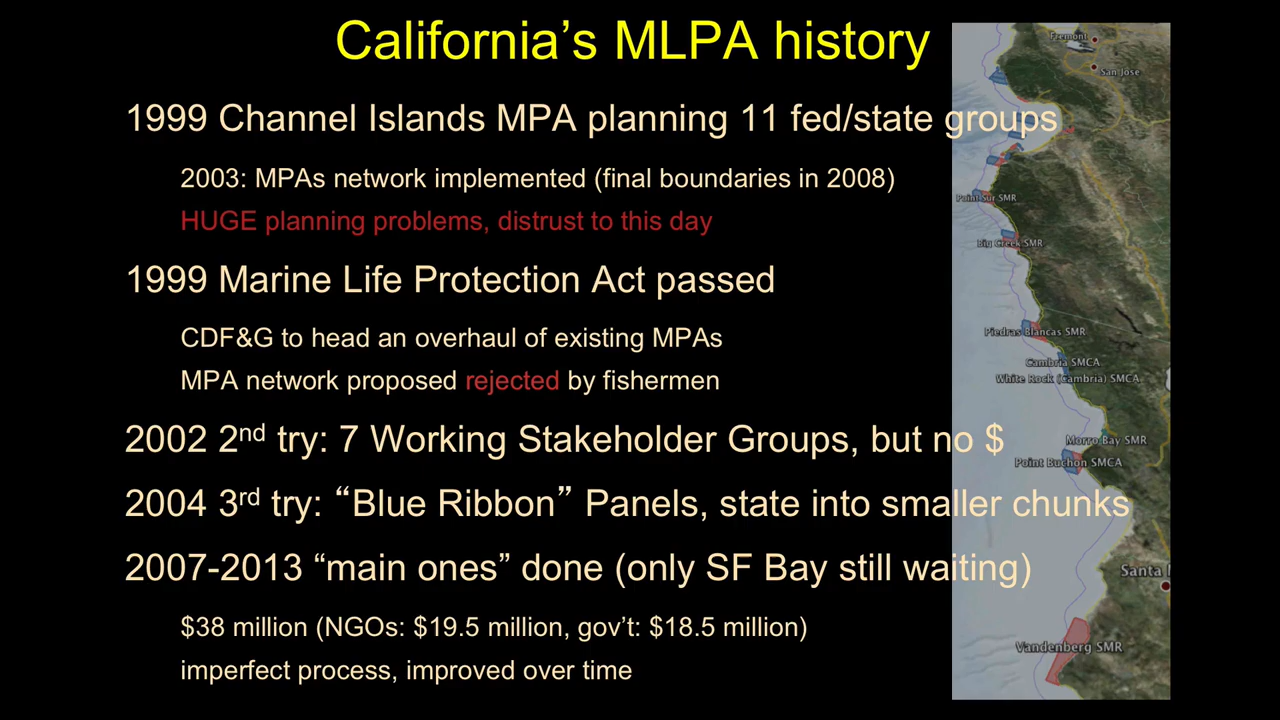 California’s MLPA history
1999 Channel Islands MPA planning 11 fed/state groups
2003: MPAs network implemented (final boundaries in 2008)
HUGE planning problems, distrust to this day
1999 Marine Life Protection Act passed
CDF&G to head an overhaul of existing MPAs
MPA network proposed rejected by fishermen
2002 2nd try: 7 Working Stakeholder Groups, but no $
2004 3rd try: “Blue Ribbon” Panels, state into smaller chunks
2007-2013 “main ones” done (only SF Bay still waiting)
$38 million (NGOs: $19.5 million, gov’t: $18.5 million)
imperfect process, improved over time
Fremont
San Jose
Point Sur SMR
Big Creek SMR
Piedras Blancas SMR
Cambria SMCA
White Rock (Cambria) SMCA
Morro Bay SMR
Point Buchon SMCA
Santa
Vandenberg SMR